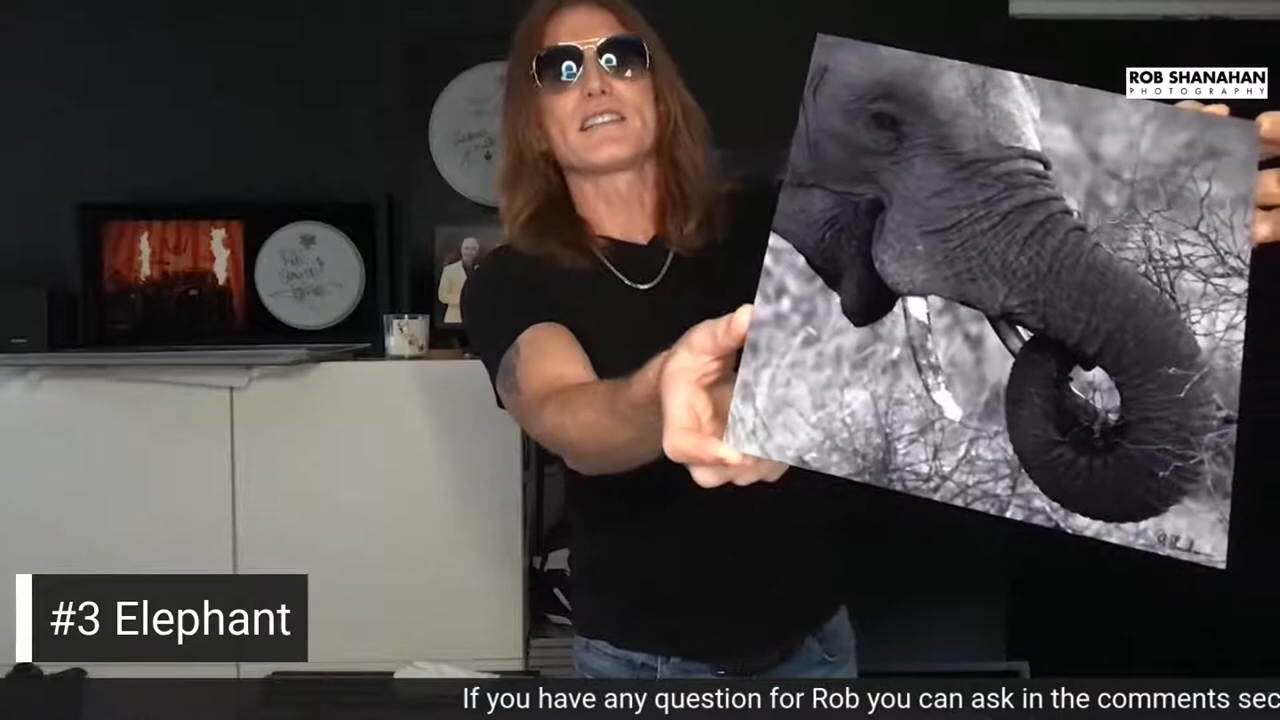 ROB SHANAHAN
PHOTOGRAPHY
#3 Elephant
If you have any question for Rob you can ask in the comments sec